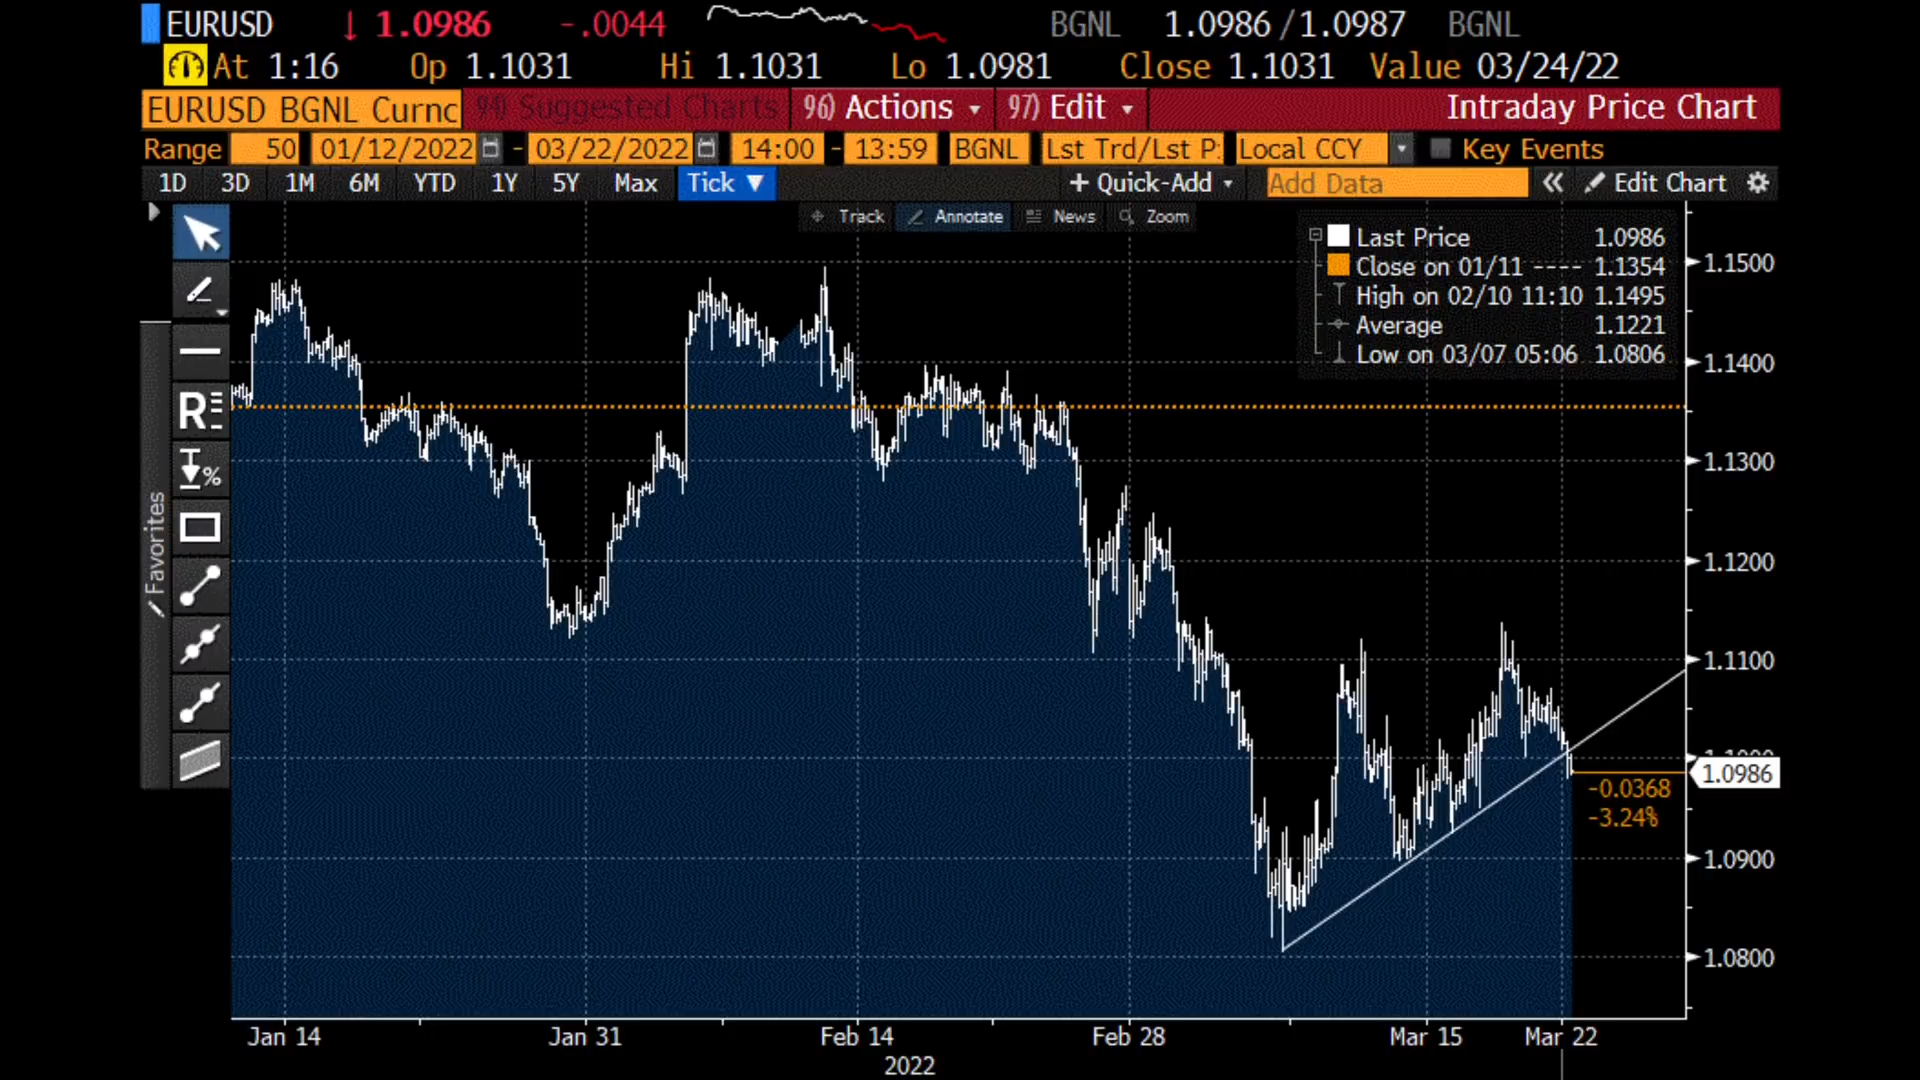 EURUSD ↓ 1.0986 -.0044 BGNL 1.0986 / 1.0987 BGNL
At 1:16 Op 1.1031 Hi 1.1031 Lo 1.0981 Close 1.1031 Value 03/24/22
EURUSD BGNL Curnc 94) Suggested Charts 96) Actions 97) Edit Intraday Price Chart
Range 50 01/12/2022 - 03/22/2022 14:00 - 13:59 BGNL Lst Trd/Lst P: Local CCY Key Events
1D 3D 1M 6M YTD 1Y 5Y Max Tick ▼ + Quick-Add Add Data « Edit Chart
Track Annotate News Zoom
Last Price 1.0986
Close on 01/11 ---- 1.1354
High on 02/10 11:10 1.1495
Average 1.1221
Low on 03/07 05:06 1.0806
R
%
Favorites
1.1500
1.1400
1.1300
1.1200
1.1100
1.0986
-0.0368
-3.24%
1.0900
1.0800
Jan 14 Jan 31 Feb 14 Feb 28 Mar 15 Mar 22
2022